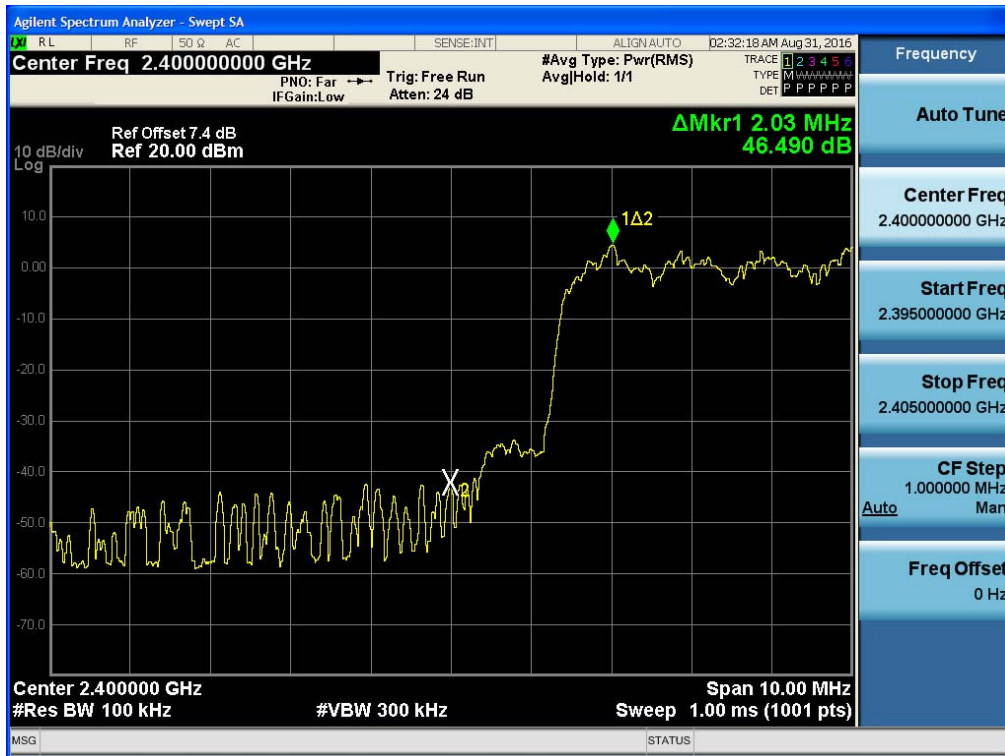 Agilent Spectrum Analyzer - Swept SA
LXI RL RF 50 Ω AC SENSE:INT ALIGN AUTO 02:32:18 AM Aug 31, 2016
Center Freq 2.400000000 GHz #Avg Type: Pwr(RMS) TRACE 1 2 3 4 5 6
PNO: Far Trig: Free Run Avg|Hold: 1/1 TYPE M WWWWW
IFGain:Low Atten: 24 dB DET P P P P P P
Frequency
Auto Tune
Center Freq
2.400000000 GHz
Start Freq
2.395000000 GHz
Stop Freq
2.405000000 GHz
CF Step
1.000000 MHz
Auto Man
Freq Offset
0 Hz
ΔMkr1 2.03 MHz
46.490 dB
Ref Offset 7.4 dB
10 dB/div Ref 20.00 dBm
Log
10.0
0.00
-10.0
-20.0
-30.0
-40.0
-50.0
-60.0
-70.0
1Δ2
X2
Center 2.400000 GHz Span 10.00 MHz
#Res BW 100 kHz #VBW 300 kHz Sweep 1.00 ms (1001 pts)
MSG STATUS